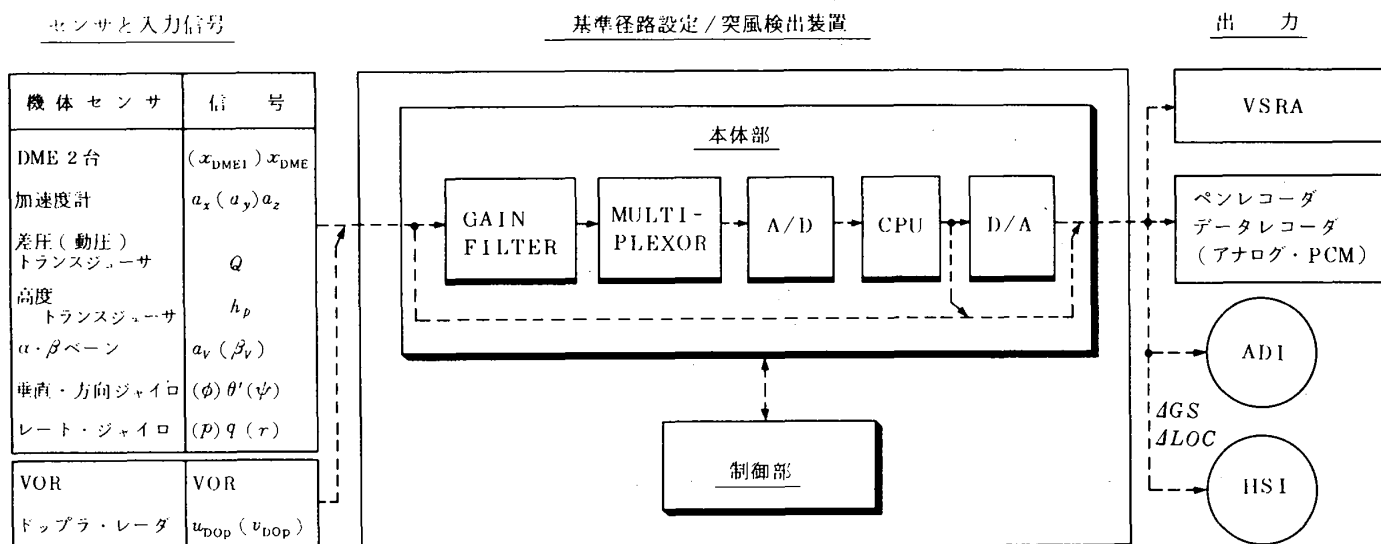 センサと入力信号
基準経路設定/突風検出装置
出 力
機体センサ 信 号
DME 2台 (x_DME1) x_DME
加速度計 a_x (a_y) a_z
差圧(動圧)
トランスジューサ Q
高度
トランスジューサ h_p
α・βベーン a_V (β_V)
垂直・方向ジャイロ (φ) θ' (ψ)
レート・ジャイロ (p) q (r)
VOR VOR
ドップラ・レーダ u_DOp (v_DOp)
本体部
GAIN
FILTER
MULTI-
PLEXOR
A/D
CPU
D/A
制御部
VSRA
ペンレコーダ
データレコーダ
(アナログ・PCM)
ADI
ΔGS
ΔLOC
HSI